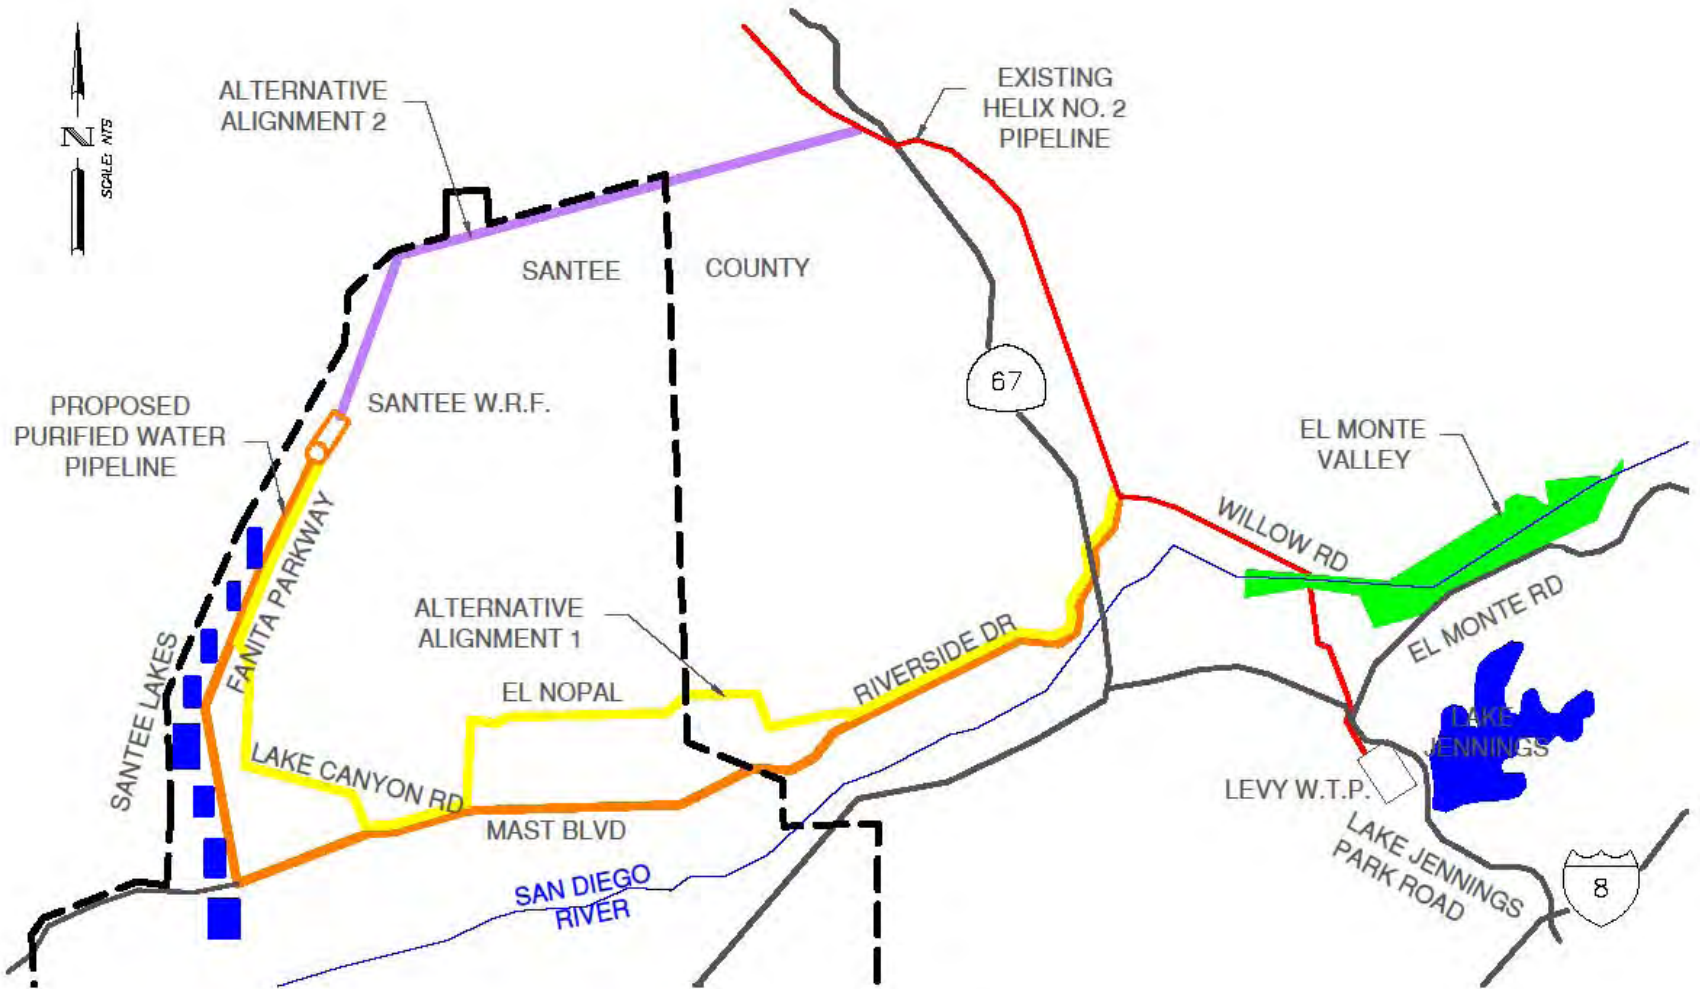 ALTERNATIVE
ALIGNMENT 2
EXISTING
HELIX NO. 2
PIPELINE
N
SCALE: NTS
SANTEE
COUNTY
67
PROPOSED
PURIFIED WATER
PIPELINE
SANTEE W.R.F.
EL MONTE
VALLEY
WILLOW RD
FANITA PARKWAY
ALTERNATIVE
ALIGNMENT 1
EL MONTE RD
RIVERSIDE DR
EL NOPAL
SANTEE LAKES
LAKE
JENNINGS
LAKE CANYON RD
LEVY W.T.P.
MAST BLVD
LAKE JENNINGS
PARK ROAD
8
SAN DIEGO
RIVER